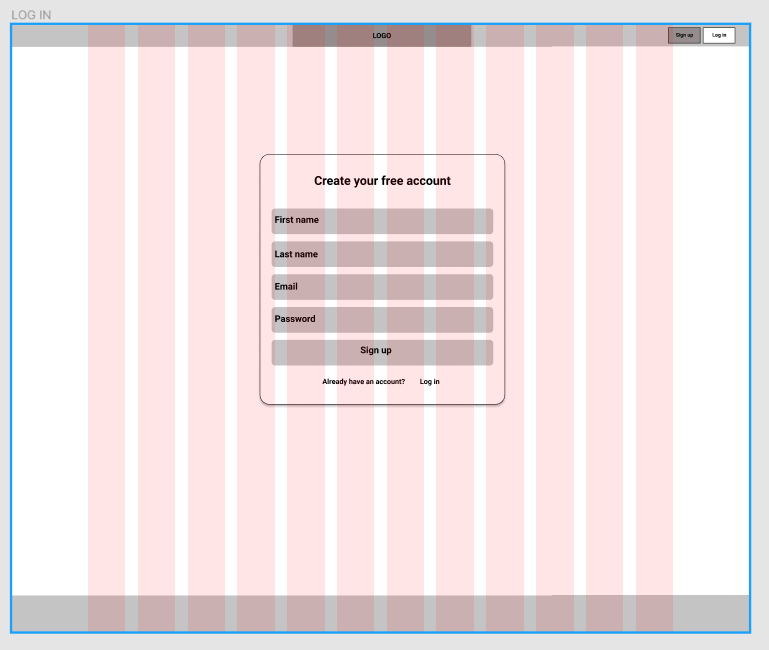 LOG IN
LOGO
Sign up
Log in
Create your free account
First name
Last name
Email
Password
Sign up
Already have an account? Log in